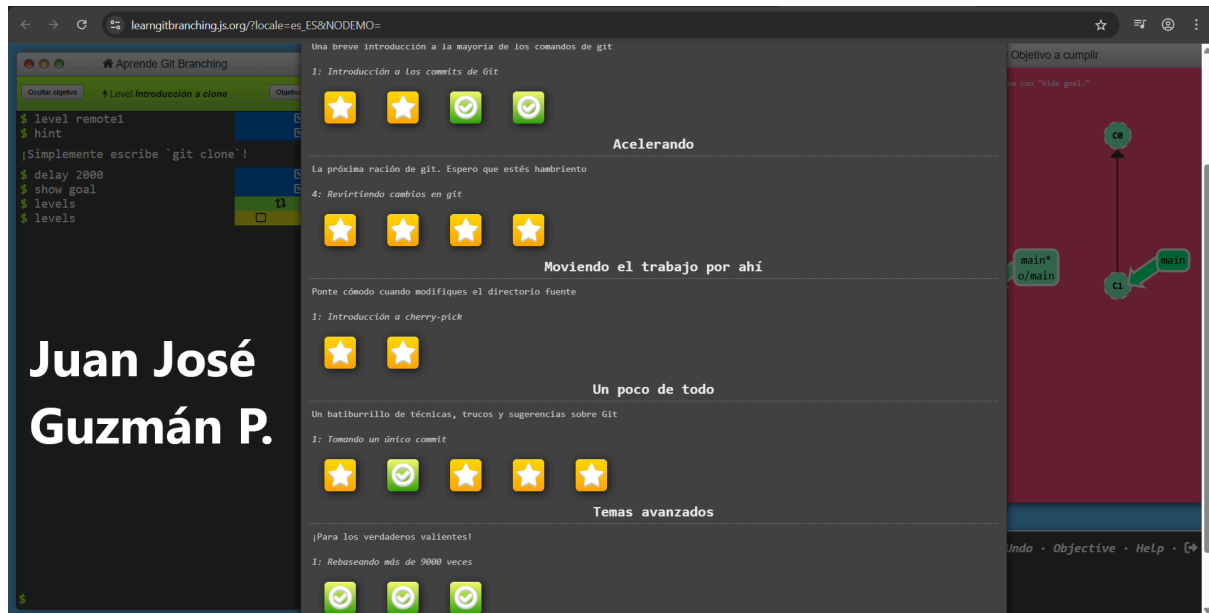 learngitbranching.js.org/?locale=es_ES&NODEMO=
Aprende Git Branching
Ocultar objetivo
Level Introducción a clone
$ level remote1
$ hint
¡Simplemente escribe `git clone`!
$ delay 2000
$ show goal
$ levels
$ levels
Juan José
Guzmán P.
$
Una breve introducción a la mayoría de los comandos de git
1: Introducción a los commits de Git
Acelerando
La próxima ración de git. Espero que estés hambriento
4: Revirtiendo cambios en git
Moviendo el trabajo por ahí
Ponte cómodo cuando modifiques el directorio fuente
1: Introducción a cherry-pick
Un poco de todo
Un batiburrillo de técnicas, trucos y sugerencias sobre Git
1: Tomando un único commit
Temas avanzados
¡Para los verdaderos valientes!
1: Rebaseando más de 9000 veces
Objetivo a cumplir
na con "hide goal."
C0
main*
o/main
main
C1
Undo · Objective · Help ·